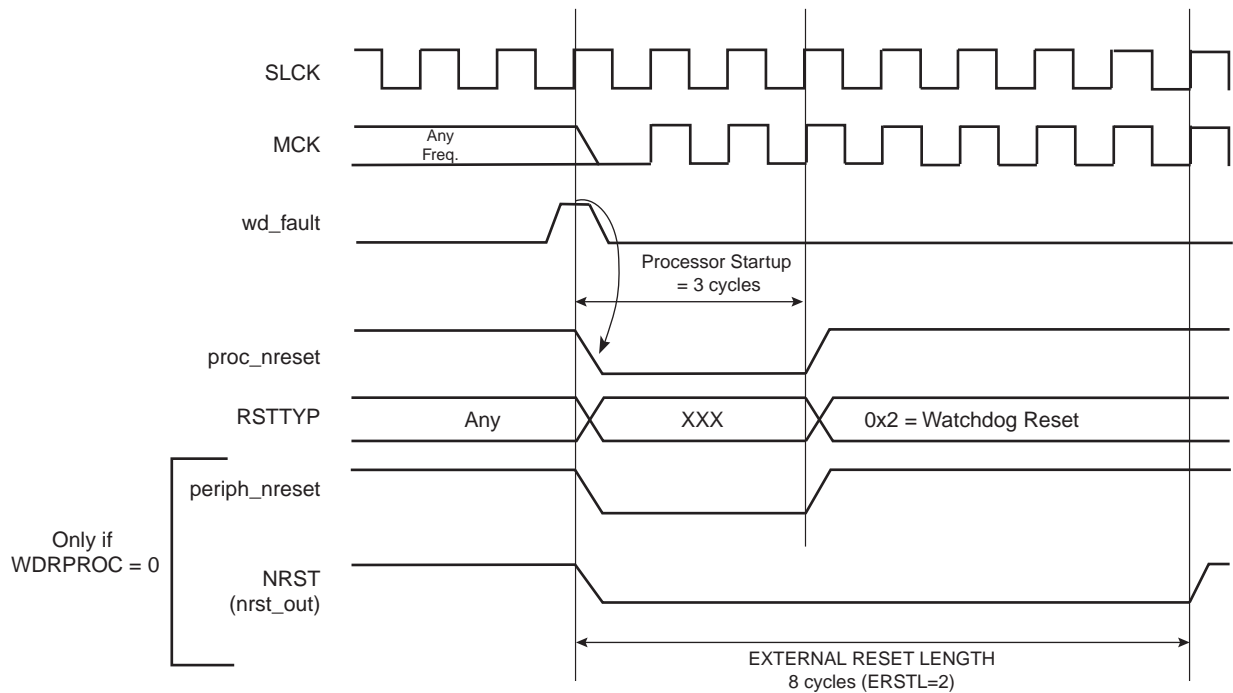 SLCK
MCK
Any
Freq.
wd_fault
Processor Startup
= 3 cycles
proc_nreset
RSTTYP
Any
XXX
0x2 = Watchdog Reset
periph_nreset
Only if
WDRPROC = 0
NRST
(nrst_out)
EXTERNAL RESET LENGTH
8 cycles (ERSTL=2)